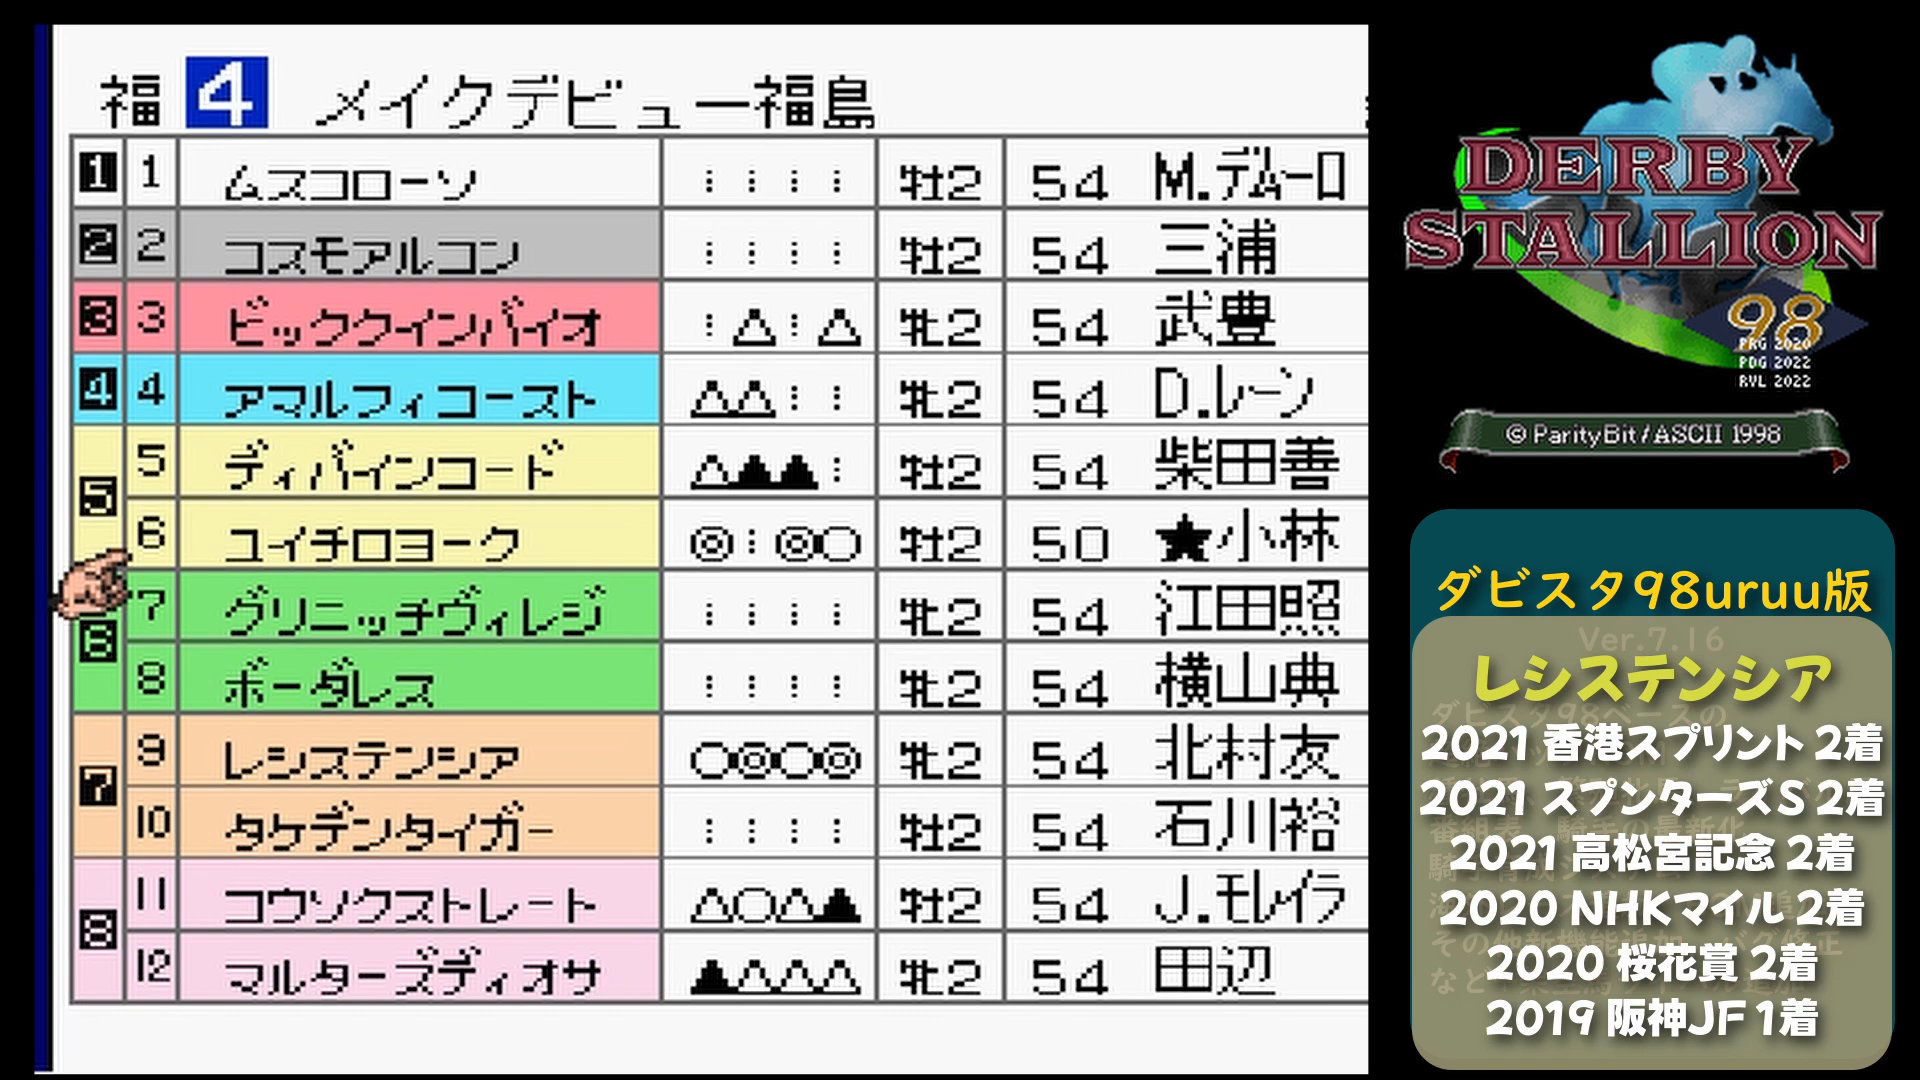 福 4 メイクデビュー福島
1 1 ムスコローソ ：：：： 牡2 54 M.デムーロ
2 2 コスモアルコン ：：：： 牡2 54 三浦
3 3 ビッククインバイオ ：△：△ 牝2 54 武豊
4 4 アマルフィコースト △△：： 牝2 54 D.レーン
5 5 ディバインコード △▲▲： 牡2 54 柴田善
6 ユイチロヨーク ◎：◎○ 牡2 50 ★小林
6 7 グリニッチヴィレジ ：：：： 牝2 54 江田照
8 ボーダレス ：：：： 牝2 54 横山典
7 9 レシステンシア ○◎○◎ 牝2 54 北村友
10 タケデンタイガー ：：：： 牡2 54 石川裕
8 11 コウソクストレート △○△▲ 牡2 54 J.モレイラ
12 マルターズディオサ ▲△△△ 牝2 54 田辺
DERBY
STALLION
98
PRG 2020
PDG 2022
RVL 2022
© ParityBit/ASCII 1998
ダビスタ98uruu版
Ver.7.16
レシステンシア
2021 香港スプリント 2着
2021 スプンターズS 2着
2021 高松宮記念 2着
2020 NHKマイル 2着
2020 桜花賞 2着
2019 阪神JF 1着